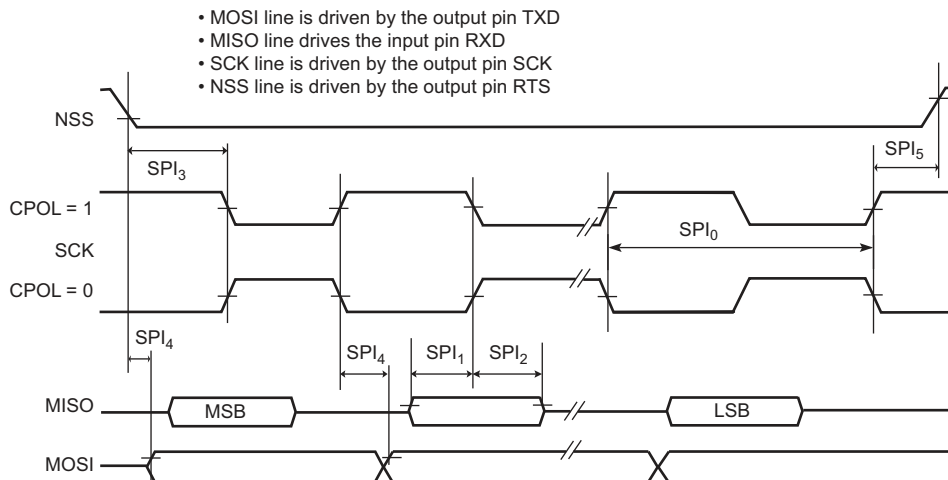 • MOSI line is driven by the output pin TXD
• MISO line drives the input pin RXD
• SCK line is driven by the output pin SCK
• NSS line is driven by the output pin RTS
NSS
SPI3
SPI5
CPOL = 1
SCK
SPI0
CPOL = 0
SPI4
SPI4
SPI1
SPI2
MISO
MSB
LSB
MOSI